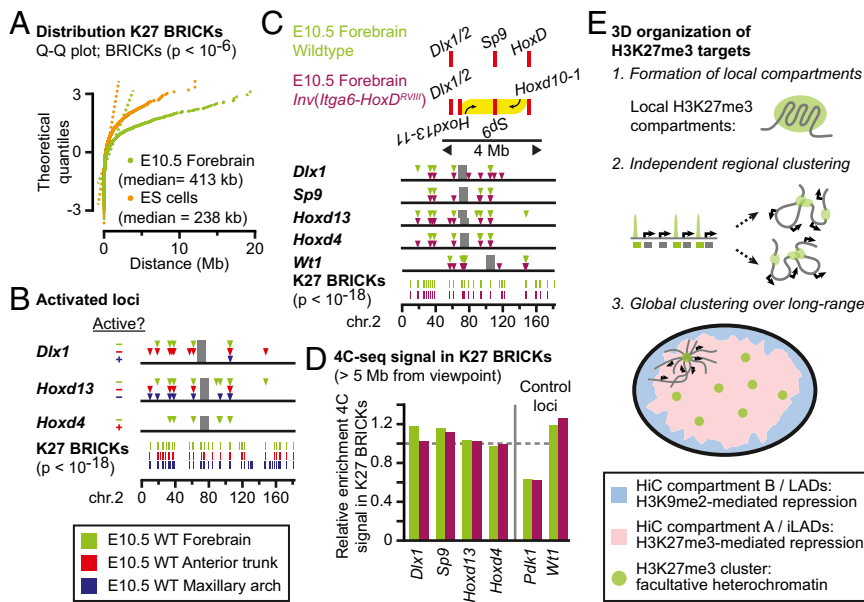 A
Distribution K27 BRICKS
Q-Q plot; BRICKs (p < 10-6)
Theoretical
quantiles
3
0
-3
E10.5 Forebrain
(median= 413 kb)
ES cells
(median = 238 kb)
0 5 10 15 20
Distance (Mb)
B
Activated loci
Active?
Dlx1
−
−
+
Hoxd13
−
−
−
Hoxd4
−
+
K27 BRICKs
(p < 10-18)
chr.2
0 40 80 120 160
E10.5 WT Forebrain
E10.5 WT Anterior trunk
E10.5 WT Maxillary arch
C
E10.5 Forebrain
Wildtype
Dlx1/2
Sp9
HoxD
E10.5 Forebrain
Inv(Itga6-HoxDRVIII)
Dlx1/2
Hoxd10-1
Hoxd13-11
Sp9
4 Mb
Dlx1
Sp9
Hoxd13
Hoxd4
Wt1
K27 BRICKs
(p < 10-18)
chr.2
0 40 80 120 160
D
4C-seq signal in K27 BRICKs
(> 5 Mb from viewpoint)
Control
loci
Relative enrichment 4C
signal in K27 BRICKs
1.2
1
0.8
0.4
0
Dlx1
Sp9
Hoxd13
Hoxd4
Pdk1
Wt1
E
3D organization of
H3K27me3 targets
1. Formation of local compartments
Local H3K27me3
compartments:
2. Independent regional clustering
3. Global clustering over long-range
HiC compartment B / LADs:
H3K9me2-mediated repression
HiC compartment A / iLADs:
H3K27me3-mediated repression
H3K27me3 cluster:
facultative heterochromatin